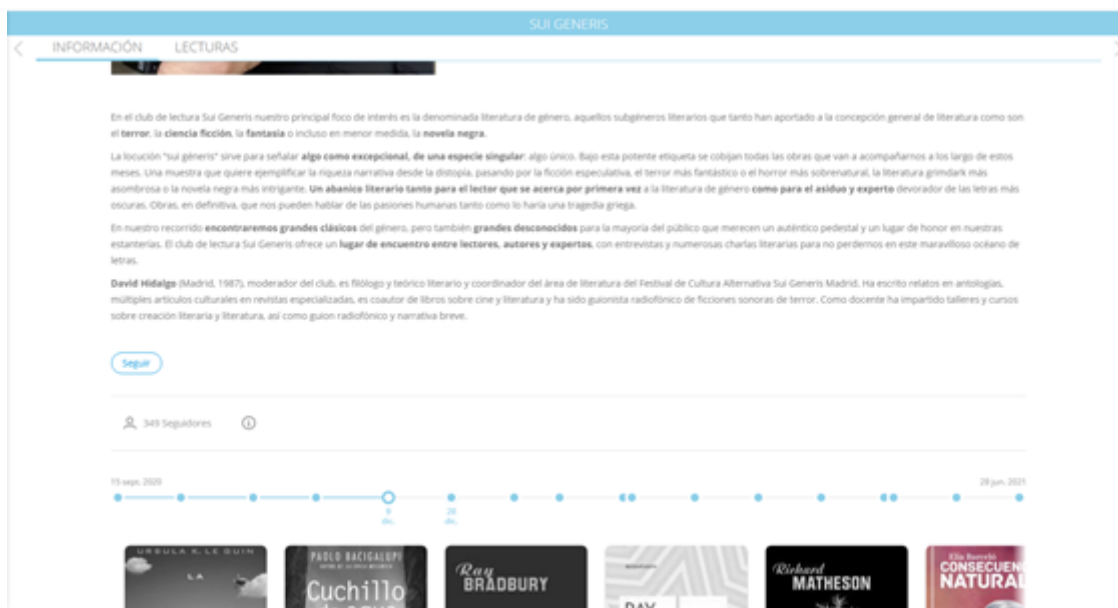 SUI GENERIS
INFORMACIÓN LECTURAS
En el club de lectura Sui Generis nuestro principal foco de interés es la denominada literatura de género, aquellos subgéneros literarios que tanto han aportado a la concepción general de literatura como son
el terror, la ciencia ficción, la fantasía o incluso en menor medida, la novela negra.
La locución "sui géneris" sirve para señalar algo como excepcional, de una especie singular: algo único. Bajo esta potente etiqueta se cobijan todas las obras que van a acompañarnos a los largo de estos
meses. Una muestra que quiere ejemplificar la riqueza narrativa desde la distopía, pasando por la ficción especulativa, el terror más fantástico o el horror más sobrenatural, la literatura grimdark más
asombrosa o la novela negra más intrigante. Un abanico literario tanto para el lector que se acerca por primera vez a la literatura de género como para el asiduo y experto devorador de las letras más
oscuras. Obras, en definitiva, que nos pueden hablar de las pasiones humanas tanto como lo haría una tragedia griega.
En nuestro recorrido encontraremos grandes clásicos del género, pero también grandes desconocidos para la mayoría del público que merecen un auténtico pedestal y un lugar de honor en nuestras
estanterías. El club de lectura Sui Generis ofrece un lugar de encuentro entre lectores, autores y expertos, con entrevistas y numerosas charlas literarias para no perdernos en este maravilloso océano de
letras.
David Hidalgo (Madrid, 1987), moderador del club, es filólogo y teórico literario y coordinador del área de literatura del Festival de Cultura Alternativa Sui Generis Madrid. Ha escrito relatos en antologías,
múltiples artículos culturales en revistas especializadas, es coautor de libros sobre cine y literatura y ha sido guionista radiofónico de ficciones sonoras de terror. Como docente ha impartido talleres y cursos
sobre creación literaria y literatura, así como guion radiofónico y narrativa breve.
Seguir
349 Seguidores
15 sept. 2020 28 jun. 2021
9 28
dic. dic.
URSULA K. LE GUIN
LA
PAOLO BACIGALUPI
Cuchillo
Ray
BRADBURY
Richard
MATHESON
Elia Barceló
CONSECUEN
NATURAL